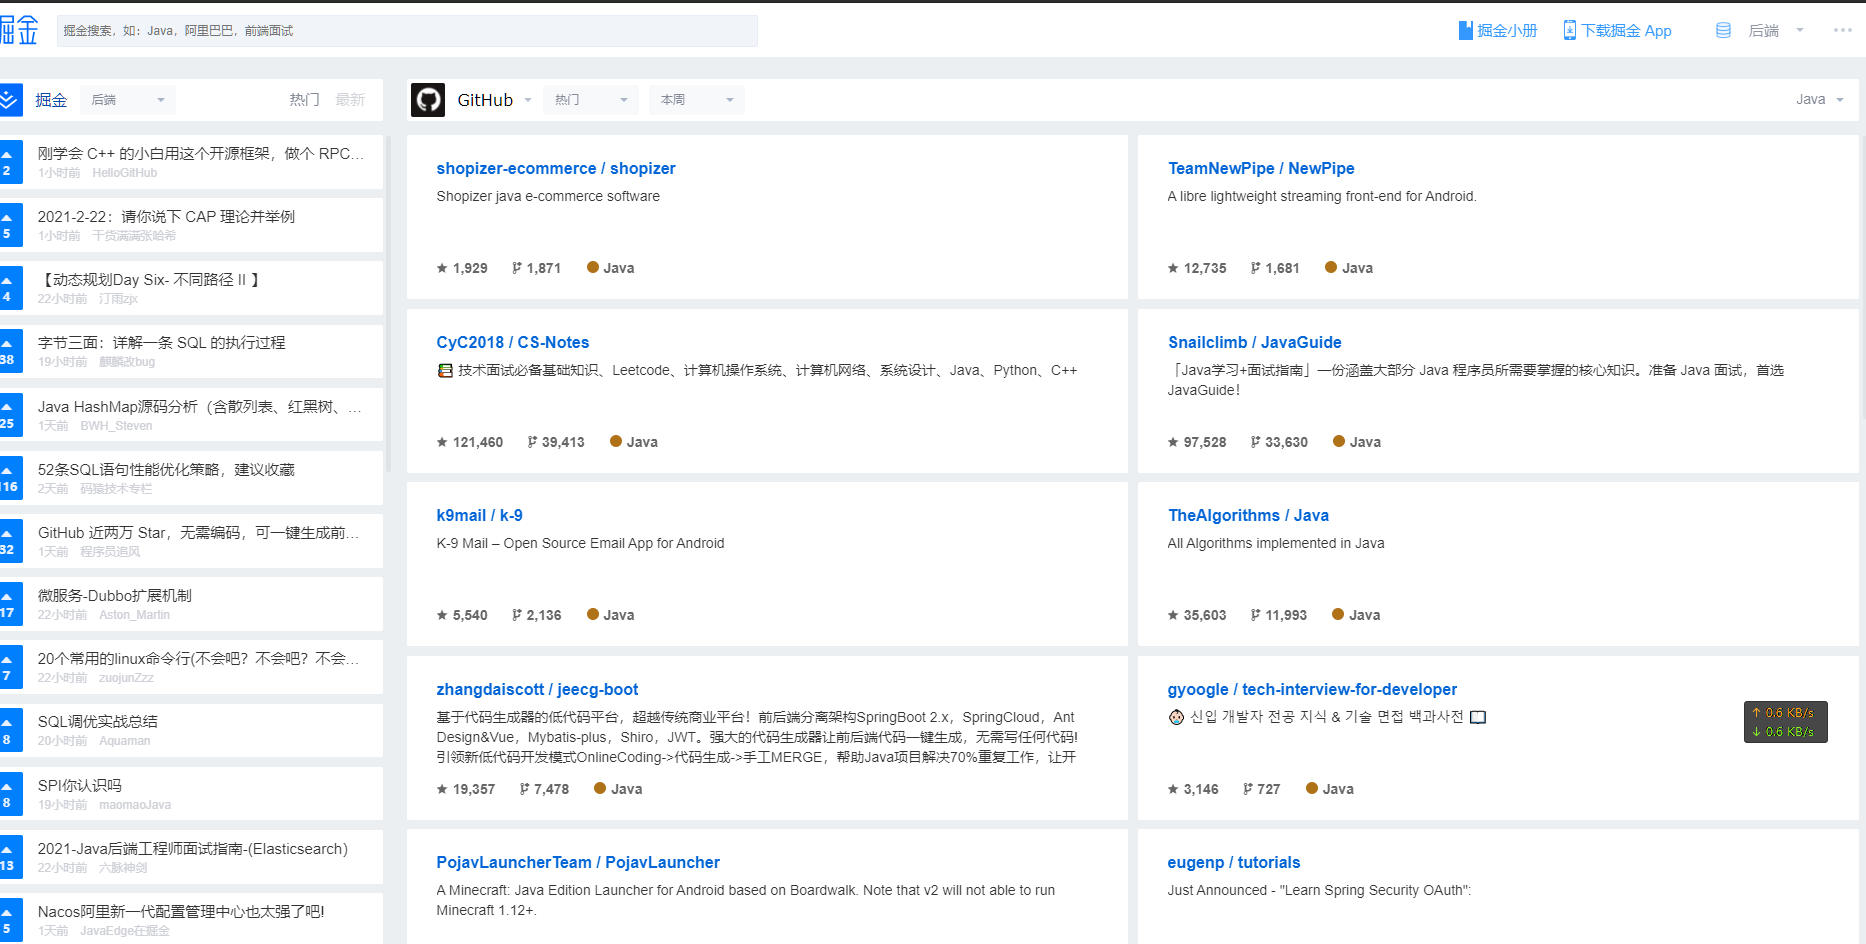 掘金
掘金搜索，如：Java，阿里巴巴，前端面试
掘金小册
下载掘金 App
后端
掘金
后端
热门
最新
2
刚学会 C++ 的小白用这个开源框架，做个 RPC…
1小时前 HelloGitHub
5
2021-2-22：请你说下 CAP 理论并举例
1小时前 干货满满张哈希
4
【动态规划Day Six- 不同路径 II 】
22小时前 汀雨zjx
38
字节三面：详解一条 SQL 的执行过程
19小时前 麒麟改bug
25
Java HashMap源码分析（含散列表、红黑树、…
1天前 BWH_Steven
116
52条SQL语句性能优化策略，建议收藏
2天前 码猿技术专栏
32
GitHub 近两万 Star，无需编码，可一键生成前…
1天前 程序员追风
17
微服务-Dubbo扩展机制
22小时前 Aston_Martin
7
20个常用的linux命令行(不会吧？不会吧？不会…
22小时前 zuojunZzz
8
SQL调优实战总结
20小时前 Aquaman
8
SPI你认识吗
19小时前 maomaoJava
13
2021-Java后端工程师面试指南-(Elasticsearch)
22小时前 六脉神剑
5
Nacos阿里新一代配置管理中心也太强了吧!
1天前 JavaEdge在掘金
GitHub
热门
本周
Java
shopizer-ecommerce / shopizer
Shopizer java e-commerce software
1,929 1,871 Java
TeamNewPipe / NewPipe
A libre lightweight streaming front-end for Android.
12,735 1,681 Java
CyC2018 / CS-Notes
📚 技术面试必备基础知识、Leetcode、计算机操作系统、计算机网络、系统设计、Java、Python、C++
121,460 39,413 Java
Snailclimb / JavaGuide
「Java学习+面试指南」一份涵盖大部分 Java 程序员所需要掌握的核心知识。准备 Java 面试，首选
JavaGuide！
97,528 33,630 Java
k9mail / k-9
K-9 Mail – Open Source Email App for Android
5,540 2,136 Java
TheAlgorithms / Java
All Algorithms implemented in Java
35,603 11,993 Java
zhangdaiscott / jeecg-boot
基于代码生成器的低代码平台，超越传统商业平台！前后端分离架构SpringBoot 2.x，SpringCloud，Ant
Design&Vue，Mybatis-plus，Shiro，JWT。强大的代码生成器让前后端代码一键生成，无需写任何代码!
引领新低代码开发模式OnlineCoding->代码生成->手工MERGE，帮助Java项目解决70%重复工作，让开
19,357 7,478 Java
gyoogle / tech-interview-for-developer
👶🏻 신입 개발자 전공 지식 & 기술 면접 백과사전 📖
3,146 727 Java
↑ 0.6 KB/s
↓ 0.6 KB/s
PojavLauncherTeam / PojavLauncher
A Minecraft: Java Edition Launcher for Android based on Boardwalk. Note that v2 will not able to run
Minecraft 1.12+.
eugenp / tutorials
Just Announced - "Learn Spring Security OAuth":